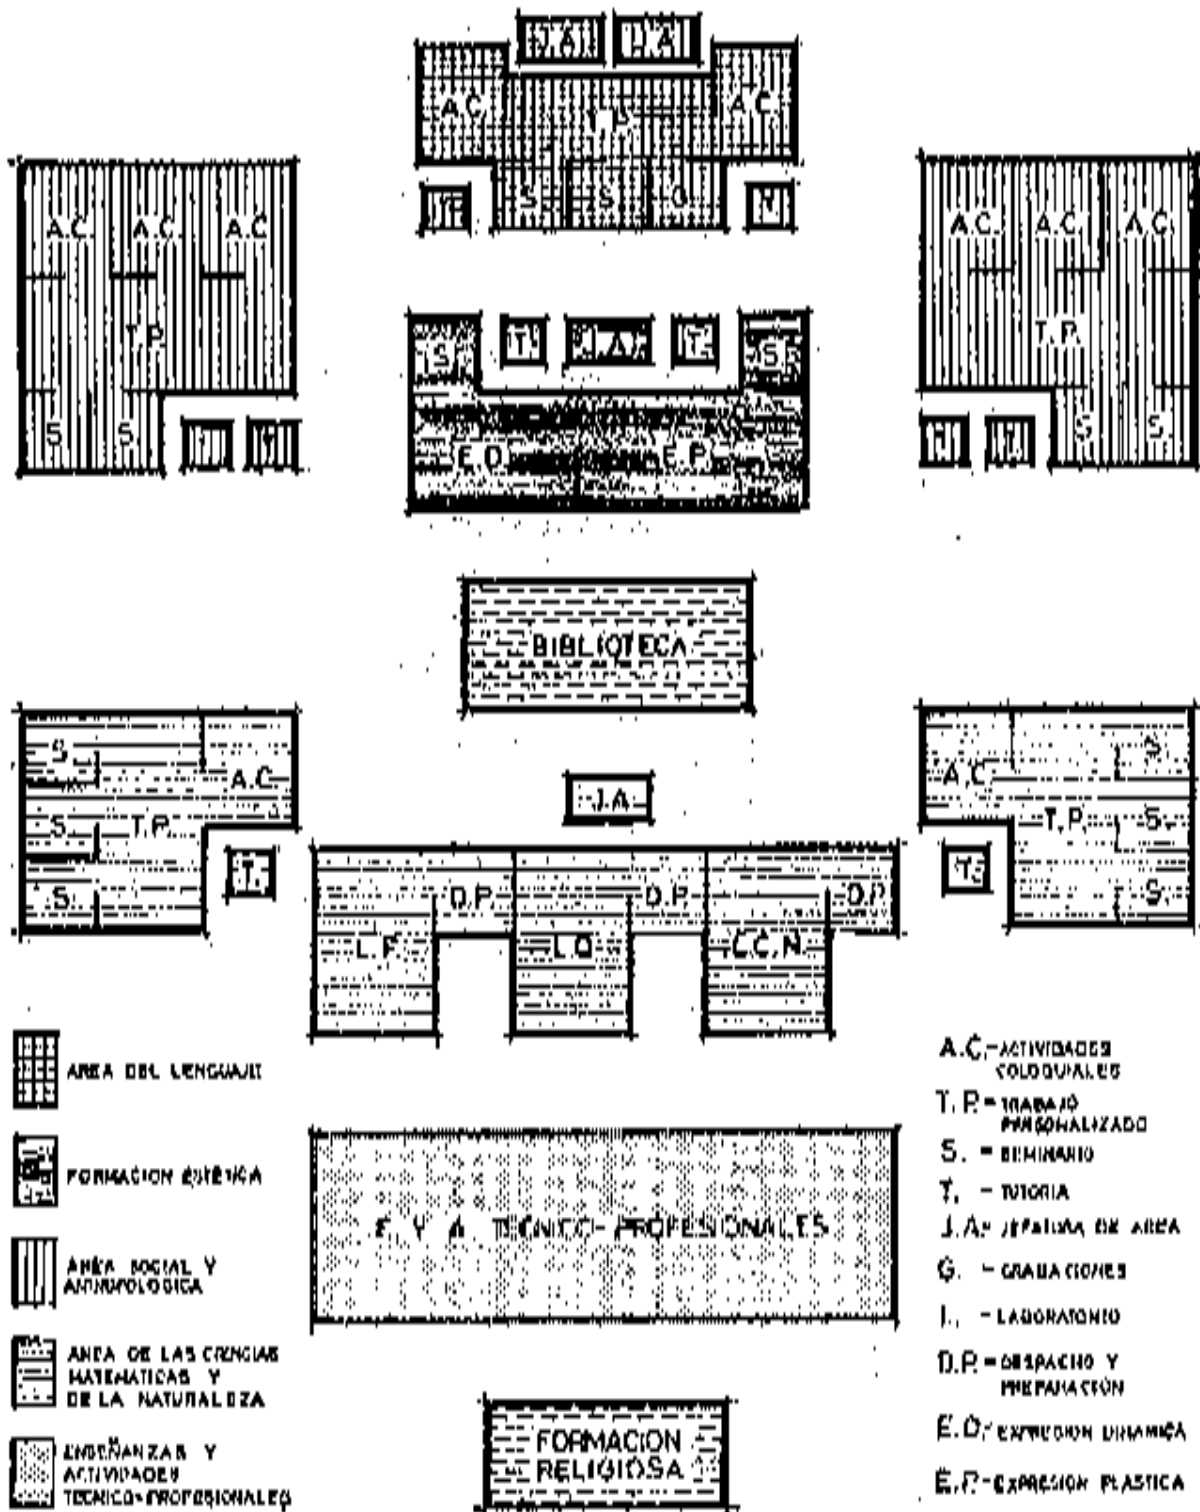 J.A. J.A.
A.C. T.P. A.C.
T. S. S. G. T.
A.C. A.C. A.C.
T.P.
S. S.
A.C. A.C. A.C.
T.P.
S. S.
S. T. J.A. T. S.
E.D. E.P.
BIBLIOTECA
S.
A.C.
S. T.P.
S. T.
A.C. S.
T.P. S.
T. S.
J.A.
D.P. D.P. D.P.
L.F. L.Q. C.C.N.
E. Y A. TECNICO-PROFESIONALES
FORMACION
RELIGIOSA
AREA DEL LENGUAJE
FORMACION ESTÉTICA
AREA SOCIAL Y
ANTROPOLOGICA
AREA DE LAS CIENCIAS
MATEMATICAS Y
DE LA NATURALEZA
ENSEÑANZAS Y
ACTIVIDADES
TECNICO-PROFESIONALES
A.C.-ACTIVIDADES
COLOQUIALES
T.P.-TRABAJO
PERSONALIZADO
S. - SEMINARIO
T. - TUTORIA
J.A- JEFATURA DE AREA
G. - GRABACIONES
L. - LABORATORIO
D.P.- DESPACHO Y
PREPARACIÓN
E.D- EXPRESION DINAMICA
E.P.-EXPRESION PLASTICA